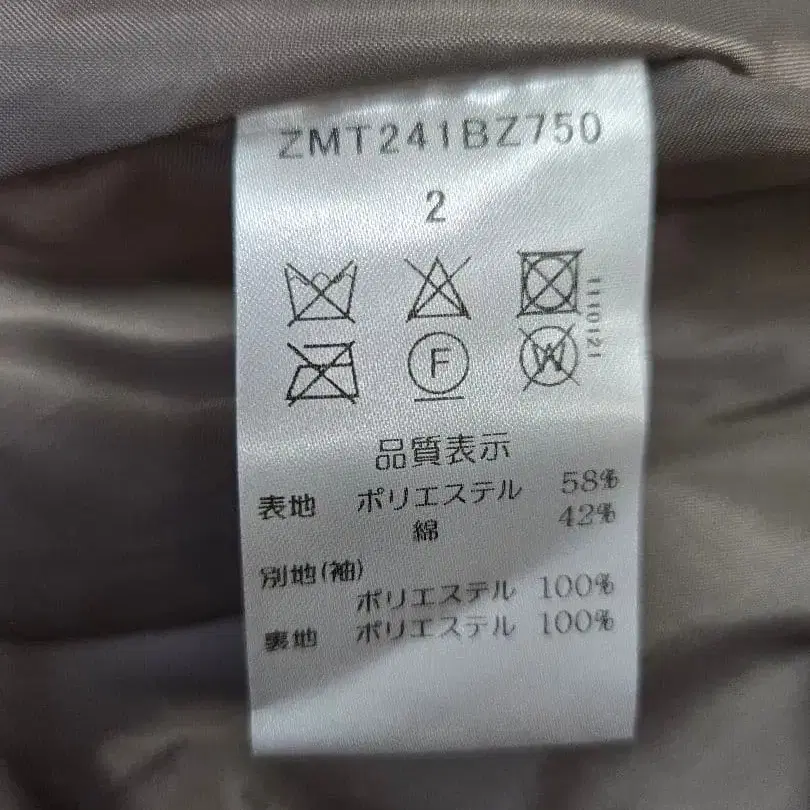 ZMT241BZ750
2
1110121
F
W
品質表示
表地 ポリエステル 58%
綿 42%
別地(袖)
ポリエステル 100%
裏地 ポリエステル 100%